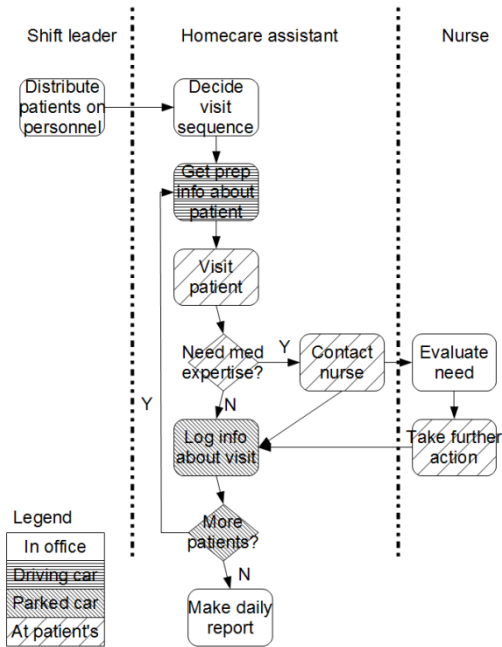 Shift leader
Homecare assistant
Nurse
Distribute
patients on
personnel
Decide
visit
sequence
Get prep
info about
patient
Visit
patient
Need med
expertise?
Y
Contact
nurse
Evaluate
need
N
Y
Log info
about visit
Take further
action
More
patients?
N
Make daily
report
Legend
In office
Driving car
Parked car
At patient's